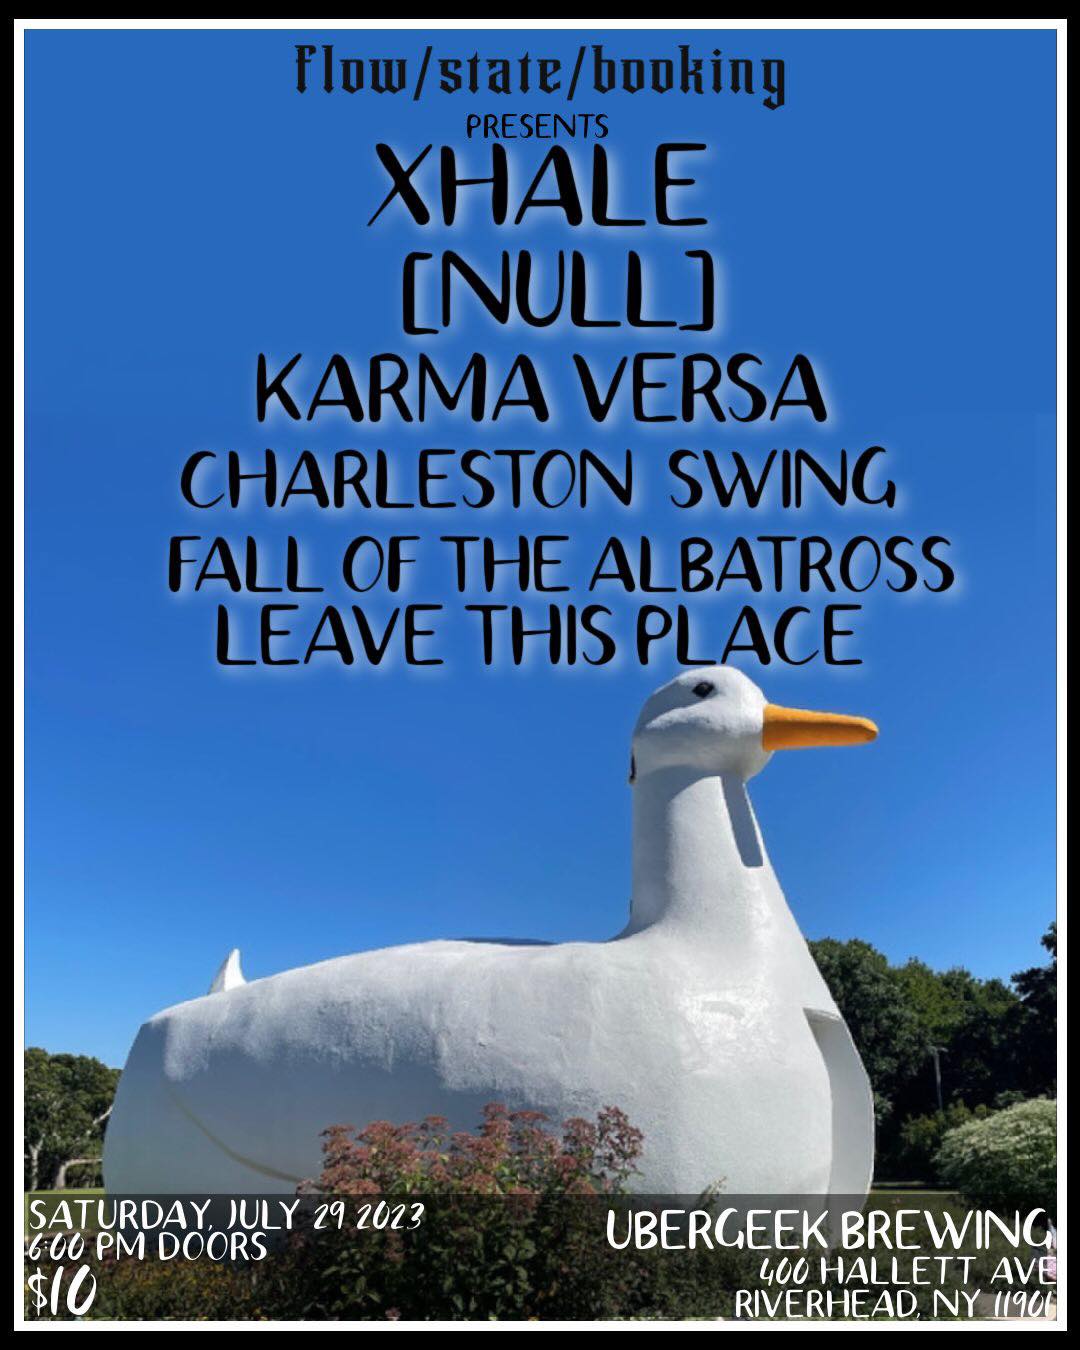 flow/state/booking
PRESENTS
XHALE
[NULL]
KARMA VERSA
CHARLESTON SWING
FALL OF THE ALBATROSS
LEAVE THIS PLACE
SATURDAY, JULY 29 2023
6:00 PM DOORS
$10
UBERGEEK BREWING
400 HALLETT AVE
RIVERHEAD, NY 11901